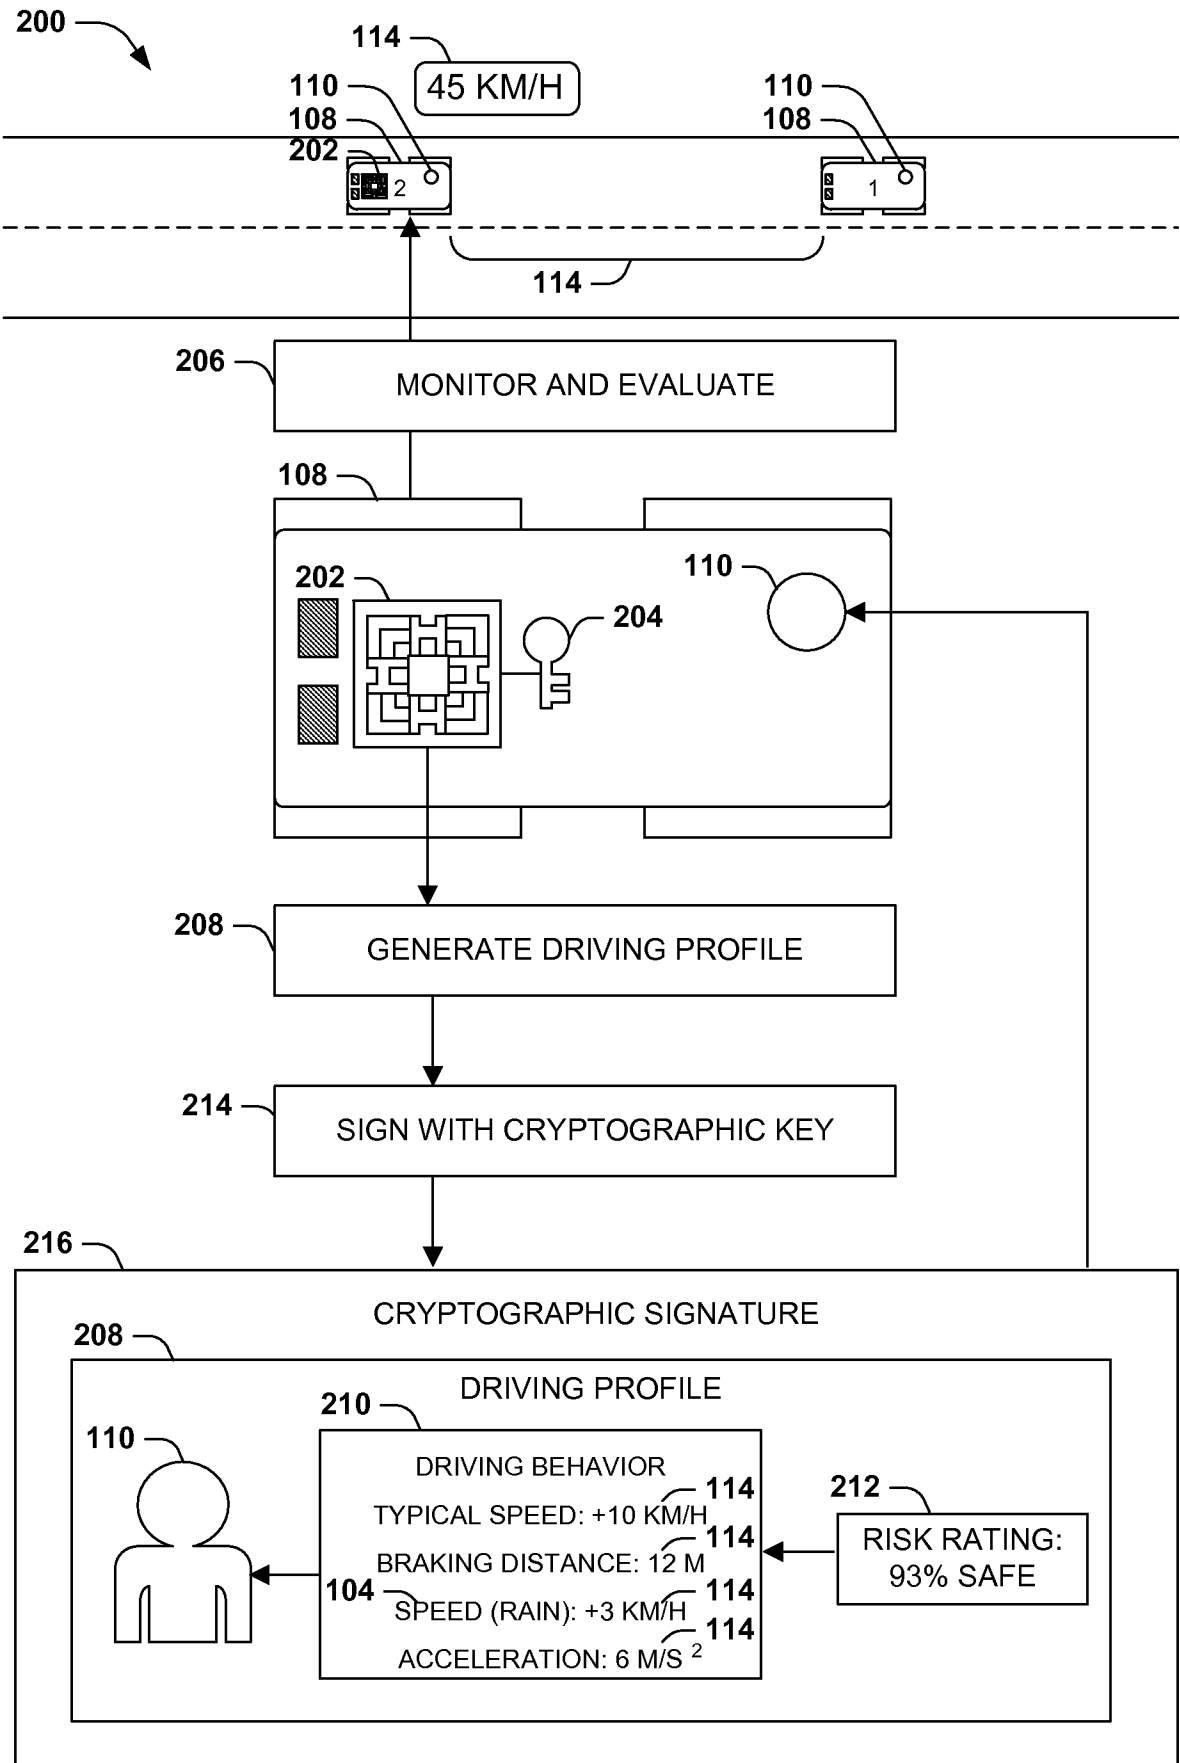 200
114
45 KM/H
110
110
108
108
202
2
1
114
206
MONITOR AND EVALUATE
108
202
110
204
208
GENERATE DRIVING PROFILE
214
SIGN WITH CRYPTOGRAPHIC KEY
216
CRYPTOGRAPHIC SIGNATURE
208
DRIVING PROFILE
210
110
DRIVING BEHAVIOR
114
212
TYPICAL SPEED: +10 KM/H
RISK RATING:
93% SAFE
114
BRAKING DISTANCE: 12 M
104
114
SPEED (RAIN): +3 KM/H
114
ACCELERATION: 6 M/S 2